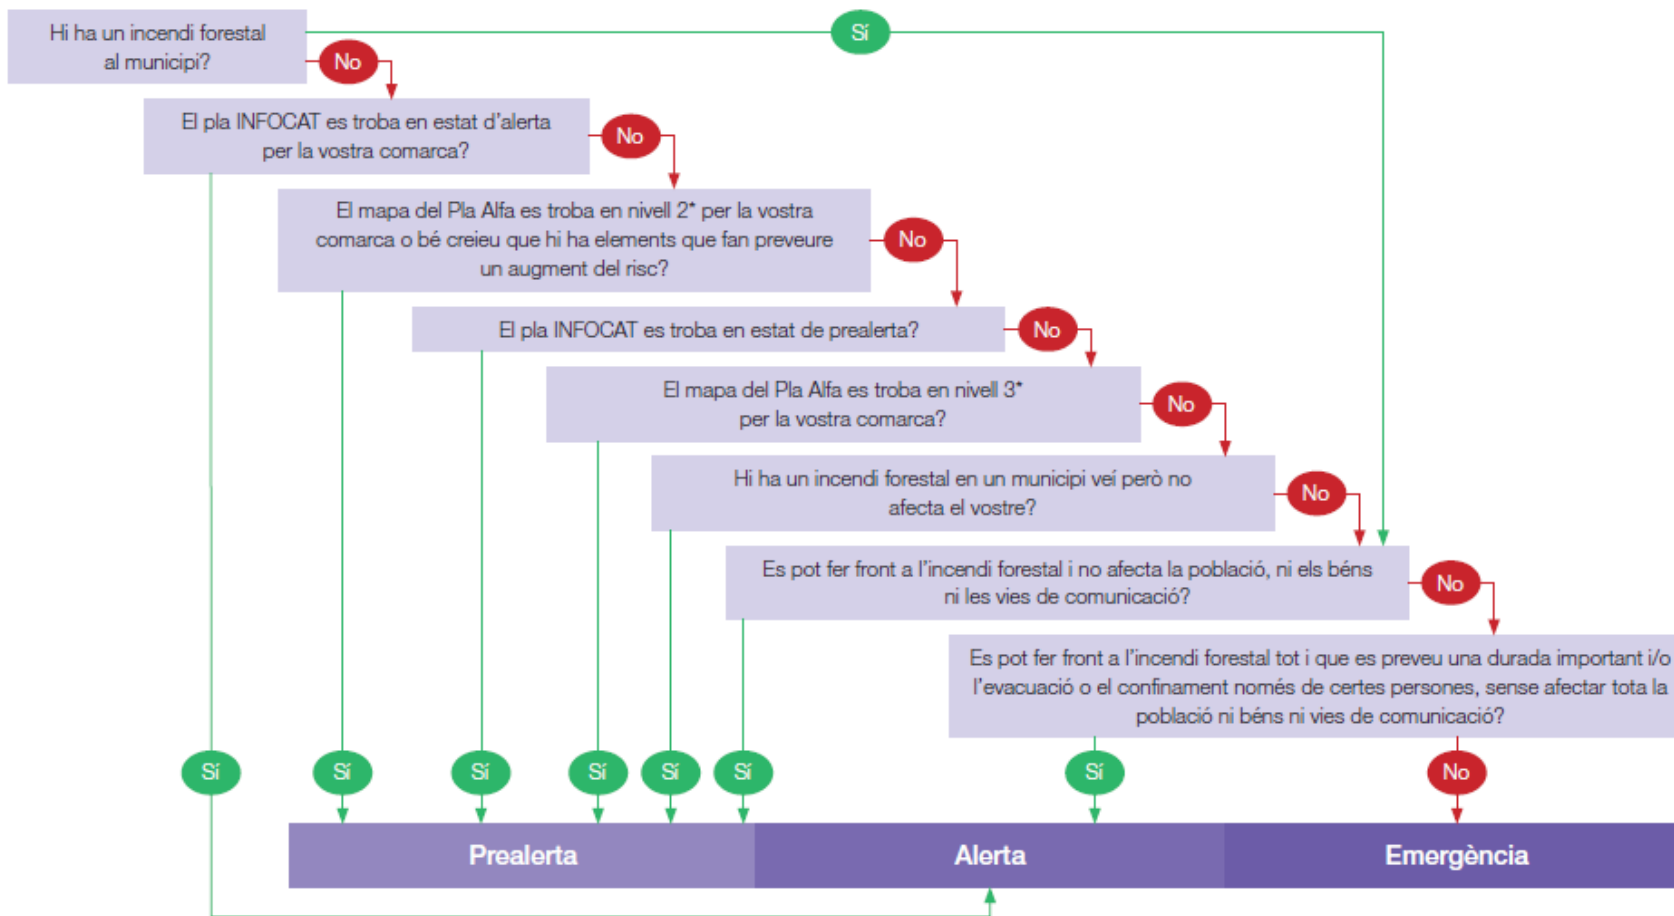 Hi ha un incendi forestal
al municipi?
Sí
No
El pla INFOCAT es troba en estat d'alerta
per la vostra comarca?
No
El mapa del Pla Alfa es troba en nivell 2* per la vostra
comarca o bé creieu que hi ha elements que fan preveure
un augment del risc?
No
El pla INFOCAT es troba en estat de prealerta?
No
El mapa del Pla Alfa es troba en nivell 3*
per la vostra comarca?
No
Hi ha un incendi forestal en un municipi veí però no
afecta el vostre?
No
Es pot fer front a l'incendi forestal i no afecta la població, ni els béns
ni les vies de comunicació?
No
Es pot fer front a l'incendi forestal tot i que es preveu una durada important i/o
l'evacuació o el confinament només de certes persones, sense afectar tota la
població ni béns ni vies de comunicació?
Sí
Sí
Sí
Sí
Sí
Sí
Sí
No
Prealerta
Alerta
Emergència